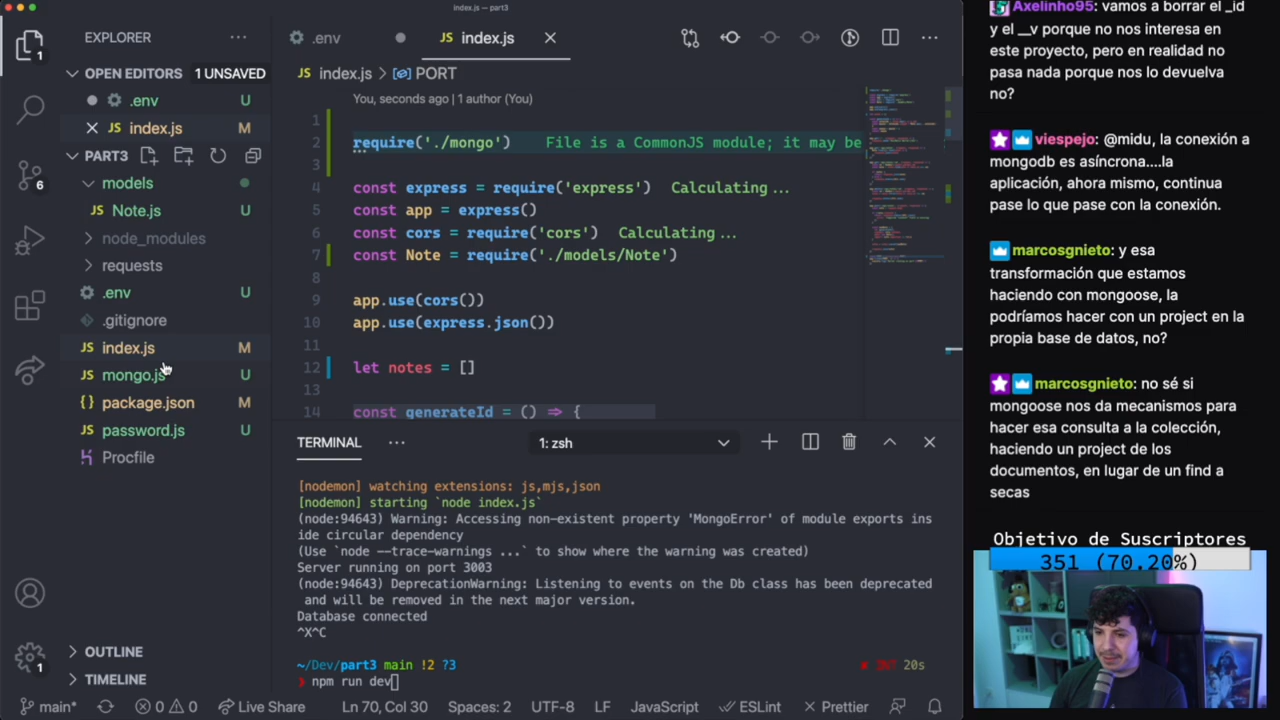 index.js — part3
EXPLORER
OPEN EDITORS
1 UNSAVED
.env
U
index.js
M
PART3
models
Note.js
U
node_modules
requests
.env
U
.gitignore
index.js
M
mongo.js
U
package.json
M
password.js
U
Procfile
OUTLINE
TIMELINE
1
6
1
.env
index.js
index.js > PORT
You, seconds ago | 1 author (You)
1
2 require('./mongo') File is a CommonJS module; it may be
3
4 const express = require('express') Calculating...
5 const app = express()
6 const cors = require('cors') Calculating...
7 const Note = require('./models/Note')
9 app.use(cors())
10 app.use(express.json())
11
12 let notes = []
13
14 const generateId = () => {
TERMINAL
1: zsh
[nodemon] watching extensions: js,mjs,json
[nodemon] starting `node index.js`
(node:94643) Warning: Accessing non-existent property 'MongoError' of module exports ins
ide circular dependency
(Use `node --trace-warnings ...` to show where the warning was created)
Server running on port 3003
(node:94643) DeprecationWarning: Listening to events on the Db class has been deprecated
and will be removed in the next major version.
Database connected
^X^C
~/Dev/part3 main !2 ?3
INT 20s
npm run dev
main*
0 0
Live Share
Ln 70, Col 30
Spaces: 2
UTF-8
LF
JavaScript
ESLint
Prettier
Axelinho95: vamos a borrar el _id
y el __v porque no nos interesa en
este proyecto, pero en realidad no
pasa nada porque nos lo devuelva
no?
viespejo: @midu, la conexión a
mongodb es asíncrona....la
aplicación, ahora mismo, continua
pase lo que pase con la conexión.
marcosgnieto: y esa
transformación que estamos
haciendo con mongoose, la
podríamos hacer con un project en la
propia base de datos, no?
marcosgnieto: no sé si
mongoose nos da mecanismos para
hacer esa consulta a la colección,
haciendo un project de los
documentos, en lugar de un find a
secas
Objetivo de Suscriptores
351 (70.20%)